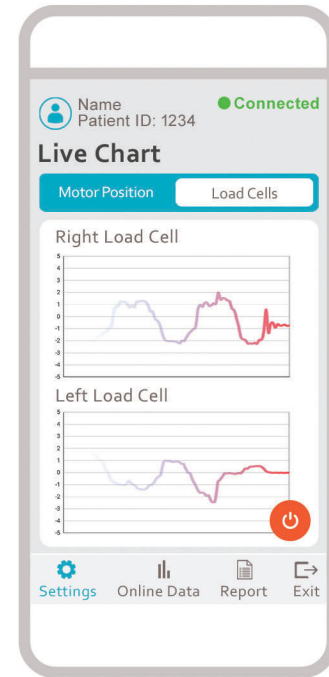 Name
Patient ID: 1234
Connected
Live Chart
Motor Position
Load Cells
Right Load Cell
5
4
3
2
1
0
-1
-2
-3
-4
-5
Left Load Cell
5
4
3
2
1
0
-1
-2
-3
-4
-5
Settings
Online Data
Report
Exit